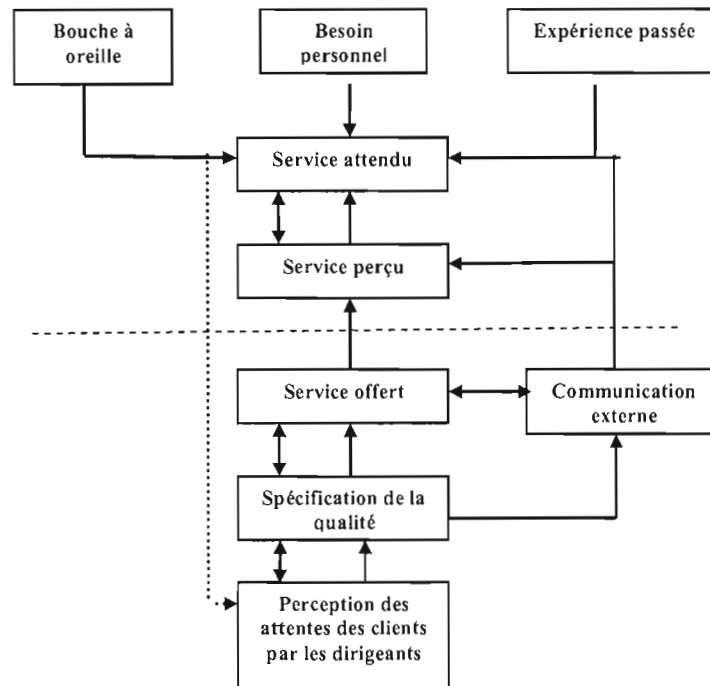 Bouche à
oreille
Besoin
personnel
Expérience passée
Service attendu
Service perçu
Service offert
Communication
externe
Spécification de la
qualité
Perception des
attentes des clients
par les dirigeants